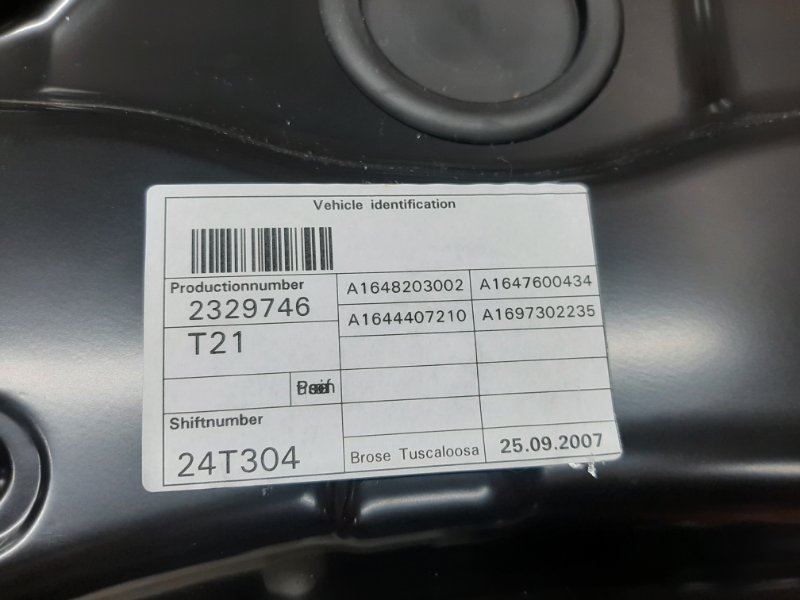 Vehicle identification
Productionnumber
2329746
T21
A1648203002 A1647600434
A1644407210 A1697302235
Shiftnumber
24T304
Brose Tuscaloosa 25.09.2007